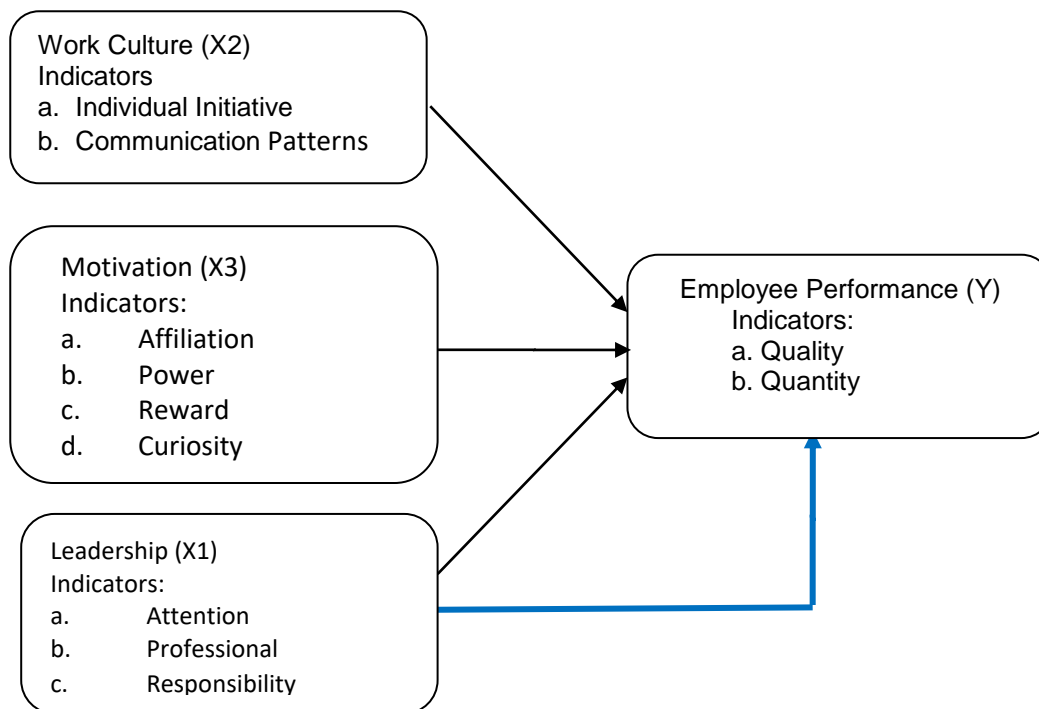 Work Culture (X2)
Indicators
a. Individual Initiative
b. Communication Patterns
Motivation (X3)
Indicators:
a. Affiliation
b. Power
c. Reward
d. Curiosity
Leadership (X1)
Indicators:
a. Attention
b. Professional
c. Responsibility
Employee Performance (Y)
Indicators:
a. Quality
b. Quantity